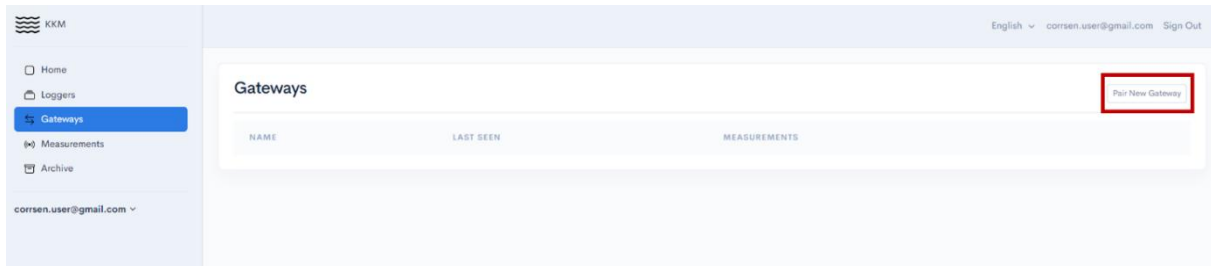 KKM
English corrsen.user@gmail.com Sign Out
Home
Loggers
Gateways
Measurements
Archive
corrsen.user@gmail.com
Gateways
Pair New Gateway
NAME LAST SEEN MEASUREMENTS